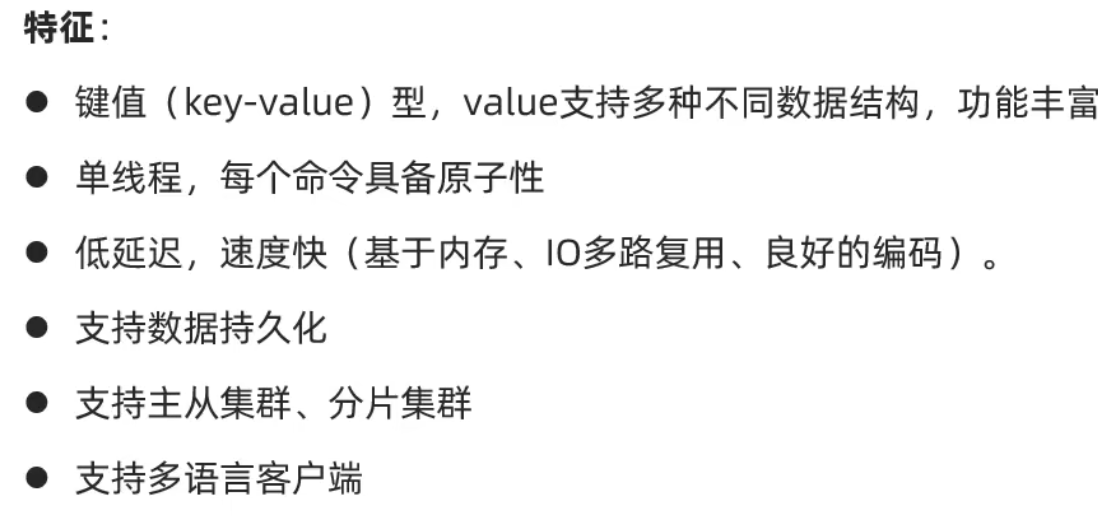 特征：
● 键值（key-value）型，value支持多种不同数据结构，功能丰富
● 单线程，每个命令具备原子性
● 低延迟，速度快（基于内存、IO多路复用、良好的编码）。
● 支持数据持久化
● 支持主从集群、分片集群
● 支持多语言客户端